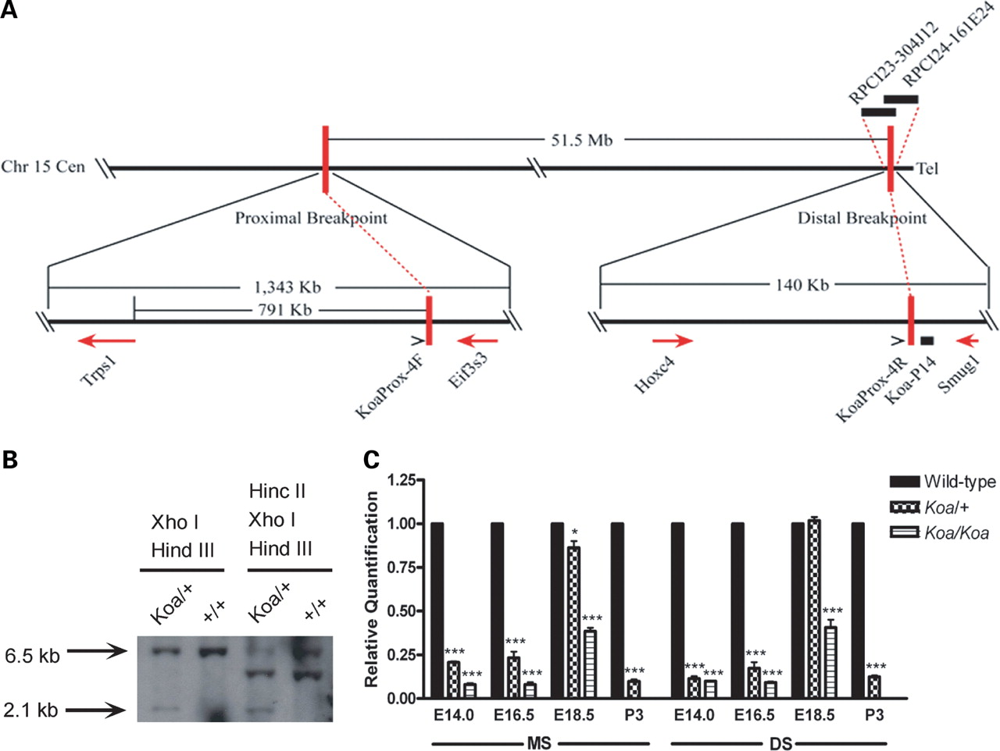 A
RPCI23-304J12
RPCI24-161E24
51.5 Mb
Chr 15 Cen
Tel
Proximal Breakpoint
Distal Breakpoint
1,343 Kb
140 Kb
791 Kb
>
>
Trps1
KoaProx-4F
Eif3s3
Hoxc4
KoaProx-4R
Koa-P14
Smug1
B
Xho I
Hind III
Hinc II
Xho I
Hind III
Koa/+
+/+
Koa/+
+/+
6.5 kb
2.1 kb
C
Relative Quantification
1.25
1.00
0.75
0.50
0.25
0.00
Wild-type
Koa/+
Koa/Koa
*** *** *** *** * *** *** *** *** *** *** *** ***
E14.0 E16.5 E18.5 P3 E14.0 E16.5 E18.5 P3
MS DS